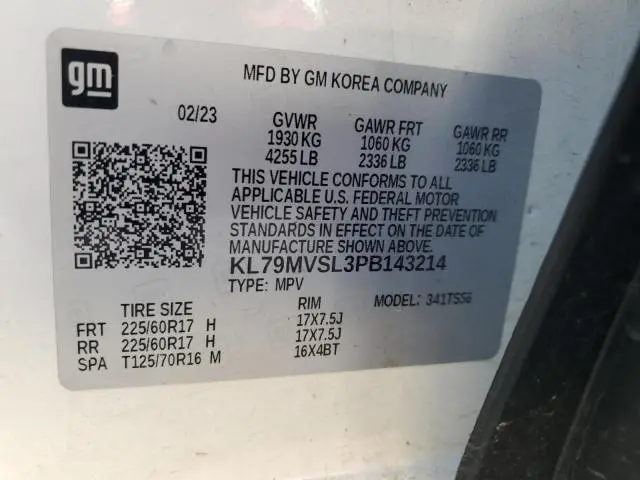 gm
MFD BY GM KOREA COMPANY
02/23 GVWR GAWR FRT GAWR RR
1930 KG 1060 KG 1060 KG
4255 LB 2336 LB 2336 LB
THIS VEHICLE CONFORMS TO ALL
APPLICABLE U.S. FEDERAL MOTOR
VEHICLE SAFETY AND THEFT PREVENTION
STANDARDS IN EFFECT ON THE DATE OF
MANUFACTURE SHOWN ABOVE.
KL79MVSL3PB143214
TYPE: MPV MODEL: 341TSS6
TIRE SIZE RIM
FRT 225/60R17 H 17X7.5J
RR 225/60R17 H 17X7.5J
SPA T125/70R16 M 16X4BT